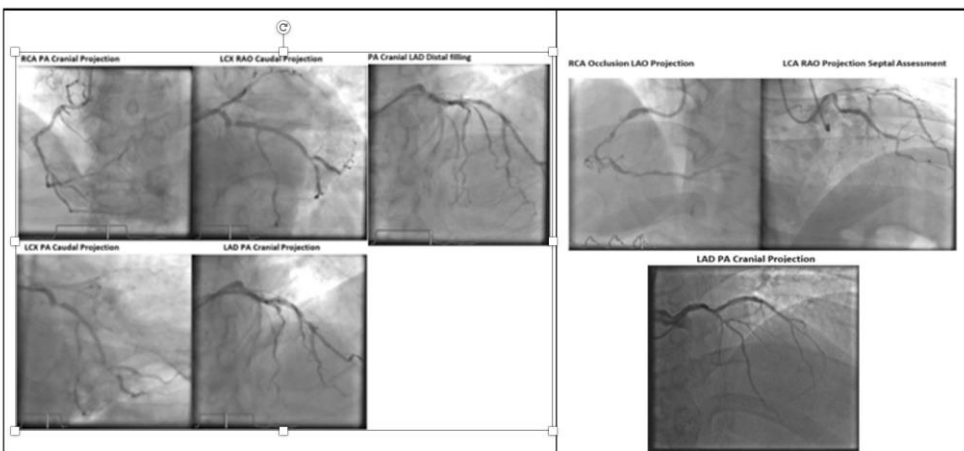 RCA PA Cranial Projection
LCX RAO Caudal Projection
PA Cranial LAD Distal filling
LCX PA Caudal Projection
LAD PA Cranial Projection
RCA Occlusion LAO Projection
LCA RAO Projection Septal Assessment
LAD PA Cranial Projection